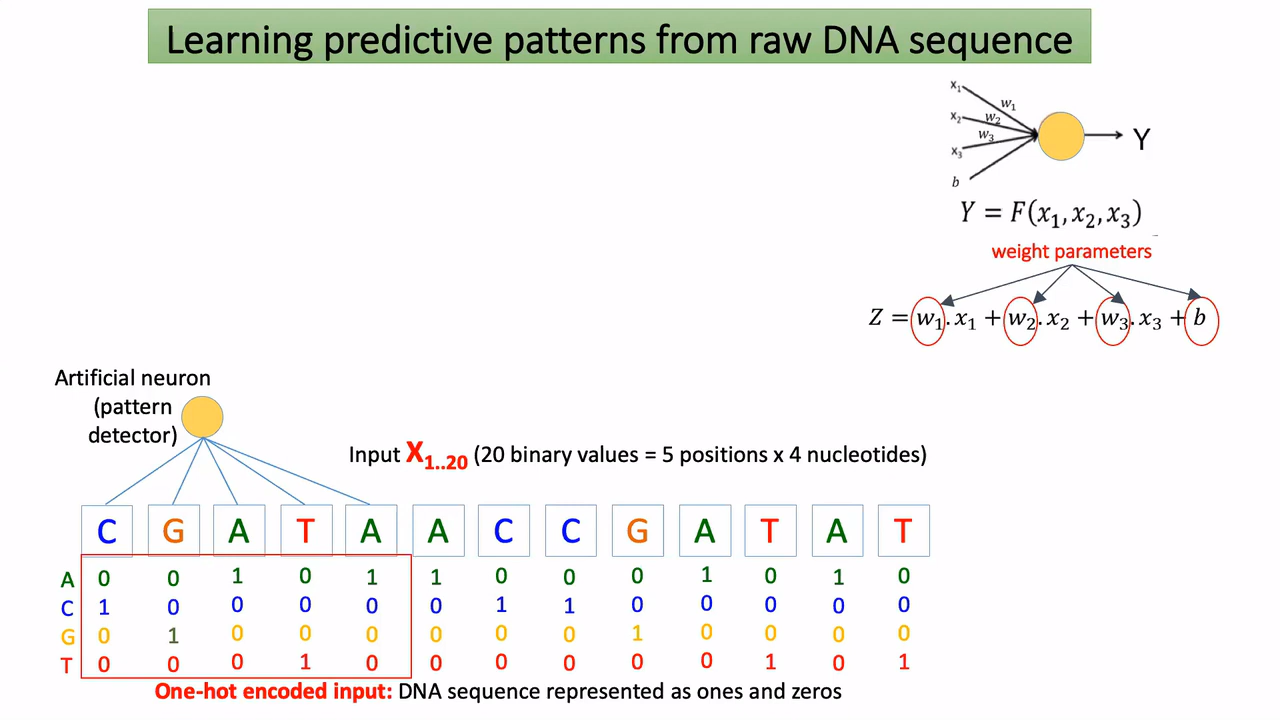 Learning predictive patterns from raw DNA sequence
x₁
w₁
x₂
w₂
w₃
x₃
b
Y
Y = F(x₁, x₂, x₃)
weight parameters
Z = w₁. x₁ + w₂. x₂ + w₃. x₃ + b
Artificial neuron
(pattern
detector)
Input X₁..₂₀ (20 binary values = 5 positions x 4 nucleotides)
C G A T A A C C G A T A T
A 0 0 1 0 1 1 0 0 0 1 0 1 0
C 1 0 0 0 0 0 1 1 0 0 0 0 0
G 0 1 0 0 0 0 0 0 1 0 0 0 0
T 0 0 0 1 0 0 0 0 0 0 1 0 1
One-hot encoded input: DNA sequence represented as ones and zeros